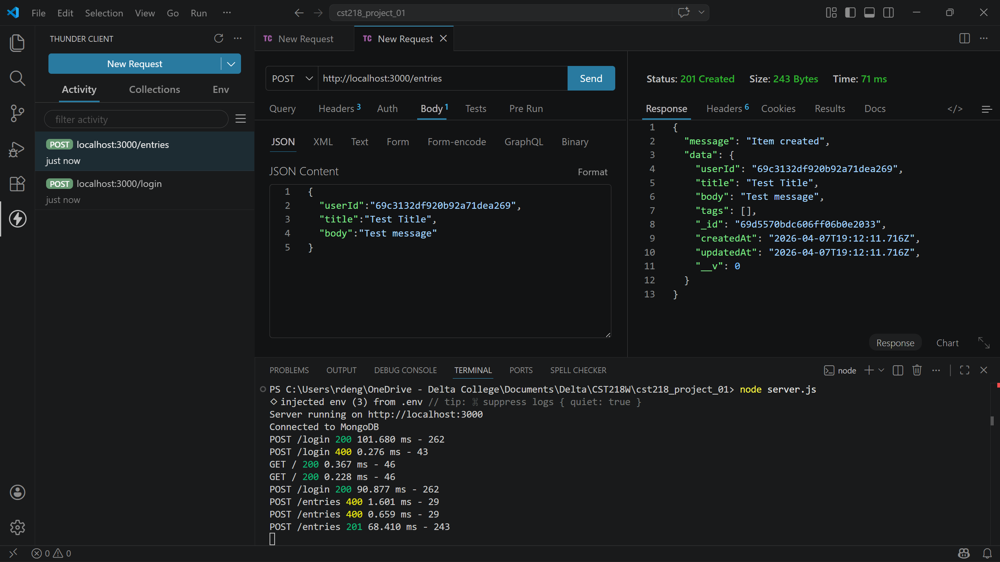 File Edit Selection View Go Run ···
cst218_project_01
THUNDER CLIENT
New Request
Activity Collections Env
filter activity
POST localhost:3000/entries
just now
POST localhost:3000/login
just now
TC New Request
TC New Request
POST http://localhost:3000/entries Send
Query Headers 3 Auth Body 1 Tests Pre Run
JSON XML Text Form Form-encode GraphQL Binary
JSON Content Format
1 {
2 "userId":"69c3132df920b92a71dea269",
3 "title":"Test Title",
4 "body":"Test message"
5 }
Status: 201 Created Size: 243 Bytes Time: 71 ms
Response Headers 6 Cookies Results Docs </>
1 {
2 "message": "Item created",
3 "data": {
4 "userId": "69c3132df920b92a71dea269",
5 "title": "Test Title",
6 "body": "Test message",
7 "tags": [],
8 "_id": "69d5570bdc606ff06b0e2033",
9 "createdAt": "2026-04-07T19:12:11.716Z",
10 "updatedAt": "2026-04-07T19:12:11.716Z",
11 "__v": 0
12 }
13 }
Response Chart
PROBLEMS OUTPUT DEBUG CONSOLE TERMINAL PORTS SPELL CHECKER
node
PS C:\Users\rdeng\OneDrive - Delta College\Documents\Delta\CST218W\cst218_project_01> node server.js
◇ injected env (3) from .env // tip: ⌘ suppress logs { quiet: true }
Server running on http://localhost:3000
Connected to MongoDB
POST /login 200 101.680 ms - 262
POST /login 400 0.276 ms - 43
GET / 200 0.367 ms - 46
GET / 200 0.228 ms - 46
POST /login 200 90.877 ms - 262
POST /entries 400 1.601 ms - 29
POST /entries 400 0.659 ms - 29
POST /entries 201 68.410 ms - 243
0 0